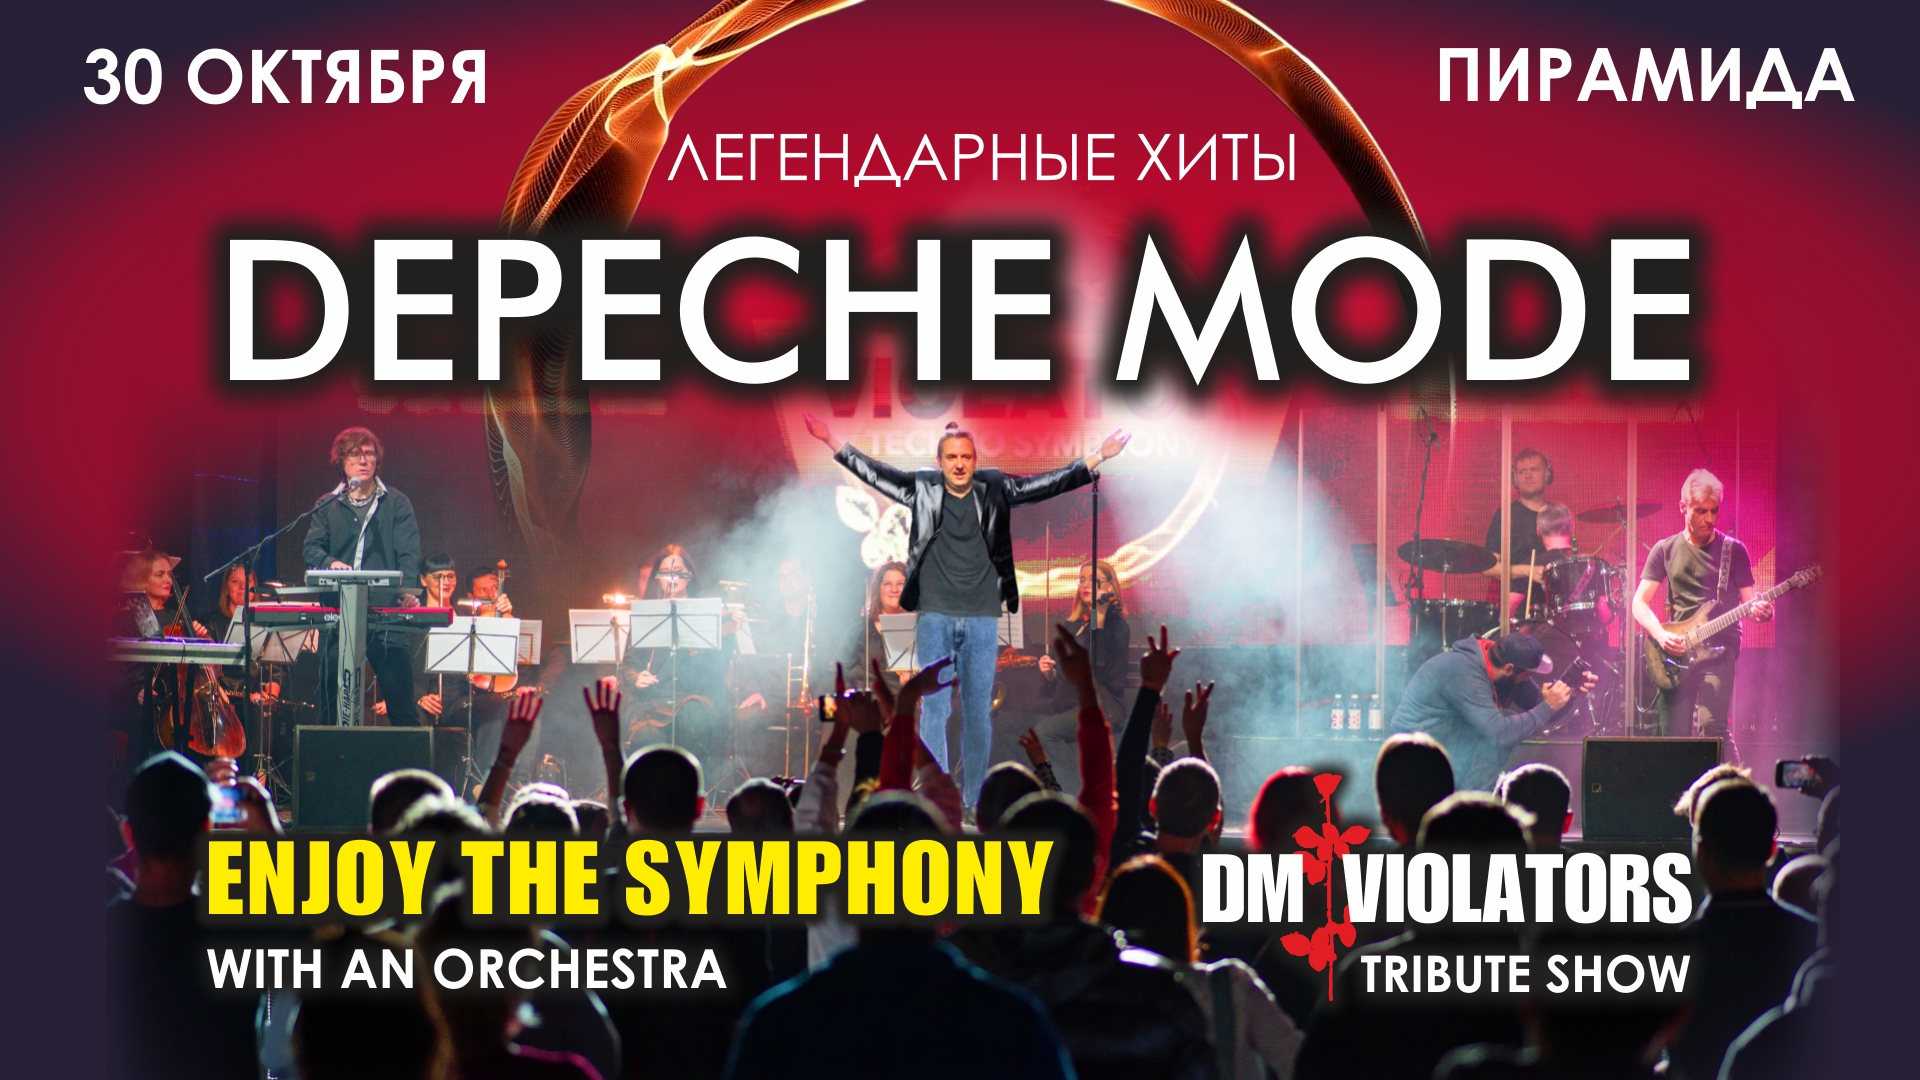 30 ОКТЯБРЯ
ПИРАМИДА
ЛЕГЕНДАРНЫЕ ХИТЫ
DEPECHE MODE
ENJOY THE SYMPHONY
WITH AN ORCHESTRA
DM VIOLATORS
TRIBUTE SHOW